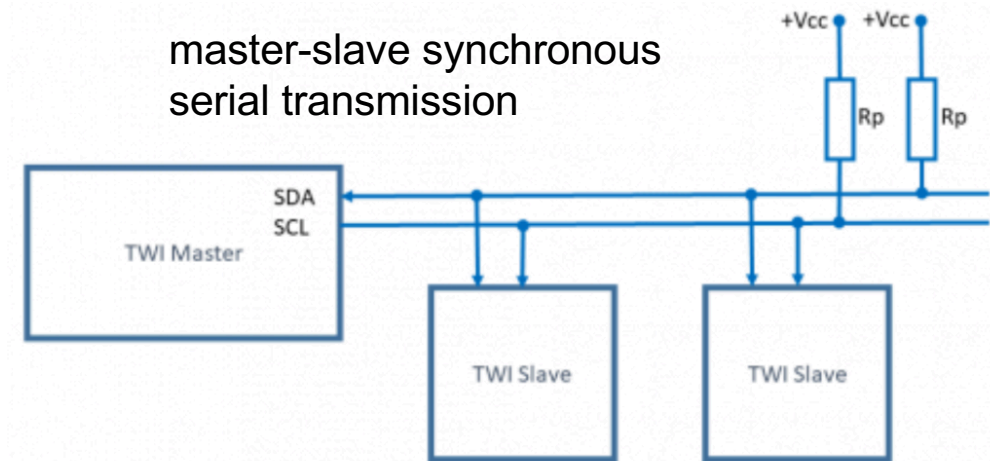 +Vcc +Vcc
master-slave synchronous
serial transmission
Rp Rp
SDA
SCL
TWI Master
TWI Slave TWI Slave